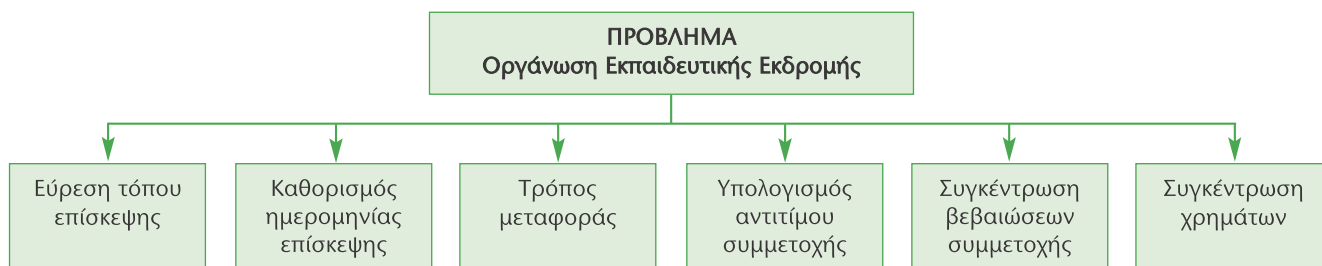 ΠΡΟΒΛΗΜΑ
Οργάνωση Εκπαιδευτικής Εκδρομής
Εύρεση τόπου
επίσκεψης
Καθορισμός
ημερομηνίας
επίσκεψης
Τρόπος
μεταφοράς
Υπολογισμός
αντιτίμου
συμμετοχής
Συγκέντρωση
βεβαιώσεων
συμμετοχής
Συγκέντρωση
χρημάτων